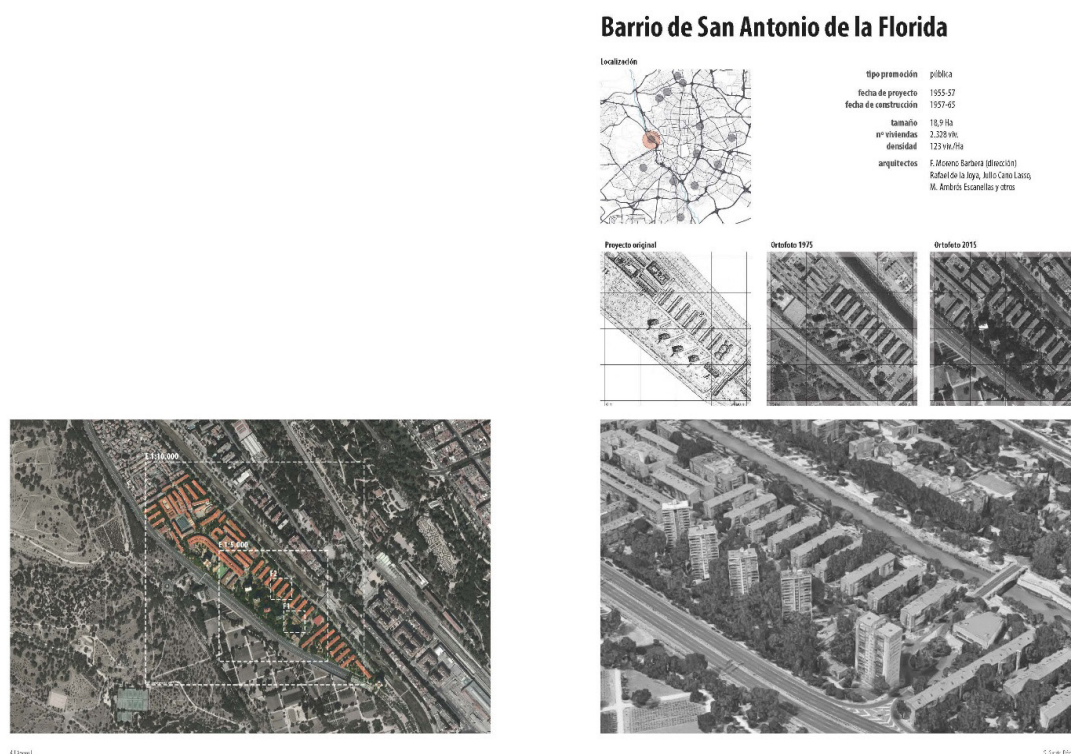 Barrio de San Antonio de la Florida
Localización
tipo promoción pública
fecha de proyecto 1955-57
fecha de construcción 1957-65
tamaño 18,9 Ha
nº viviendas 2.328 viv.
densidad 123 viv./Ha
arquitectos F. Moreno Barberá (dirección)
Rafael de la Joya, Julio Cano Lasso,
M. Ambrós Escanellas y otros
Proyecto original
Ortofoto 1975
Ortofoto 2015
E 1:10.000
E 1:5.000